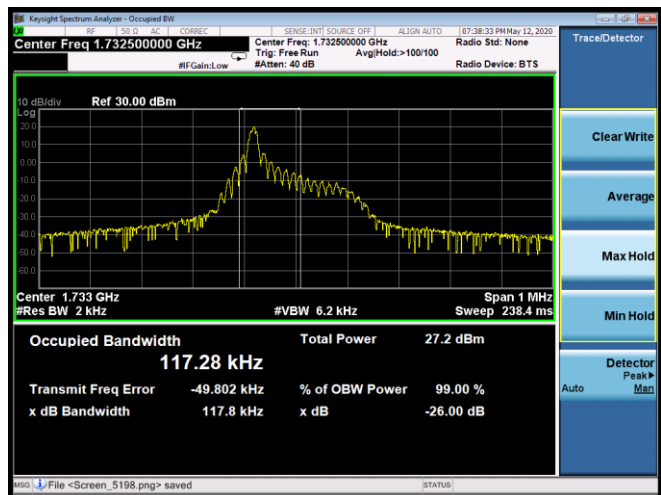 Keysight Spectrum Analyzer - Occupied BW
RF 50 Ω AC CORREC SENSE:INT SOURCE OFF ALIGN AUTO 07:38:33 PM May 12, 2020
Center Freq 1.732500000 GHz Center Freq: 1.732500000 GHz Radio Std: None
Trig: Free Run Avg|Hold:>100/100
#IFGain:Low #Atten: 40 dB Radio Device: BTS
Trace/Detector
10 dB/div Ref 30.00 dBm
Log
20.0
10.0
0.00
-10.0
-20.0
-30.0
-40.0
-50.0
-60.0
Center 1.733 GHz Span 1 MHz
#Res BW 2 kHz #VBW 6.2 kHz Sweep 238.4 ms
Occupied Bandwidth Total Power 27.2 dBm
117.28 kHz
Transmit Freq Error -49.802 kHz % of OBW Power 99.00 %
x dB Bandwidth 117.8 kHz x dB -26.00 dB
Clear Write
Average
Max Hold
Min Hold
Detector
Peak▶
Auto Man
MSG File <Screen_5198.png> saved STATUS